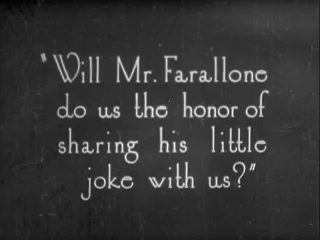 "Will Mr. Farallone
do us the honor of
sharing his little
joke with us?"